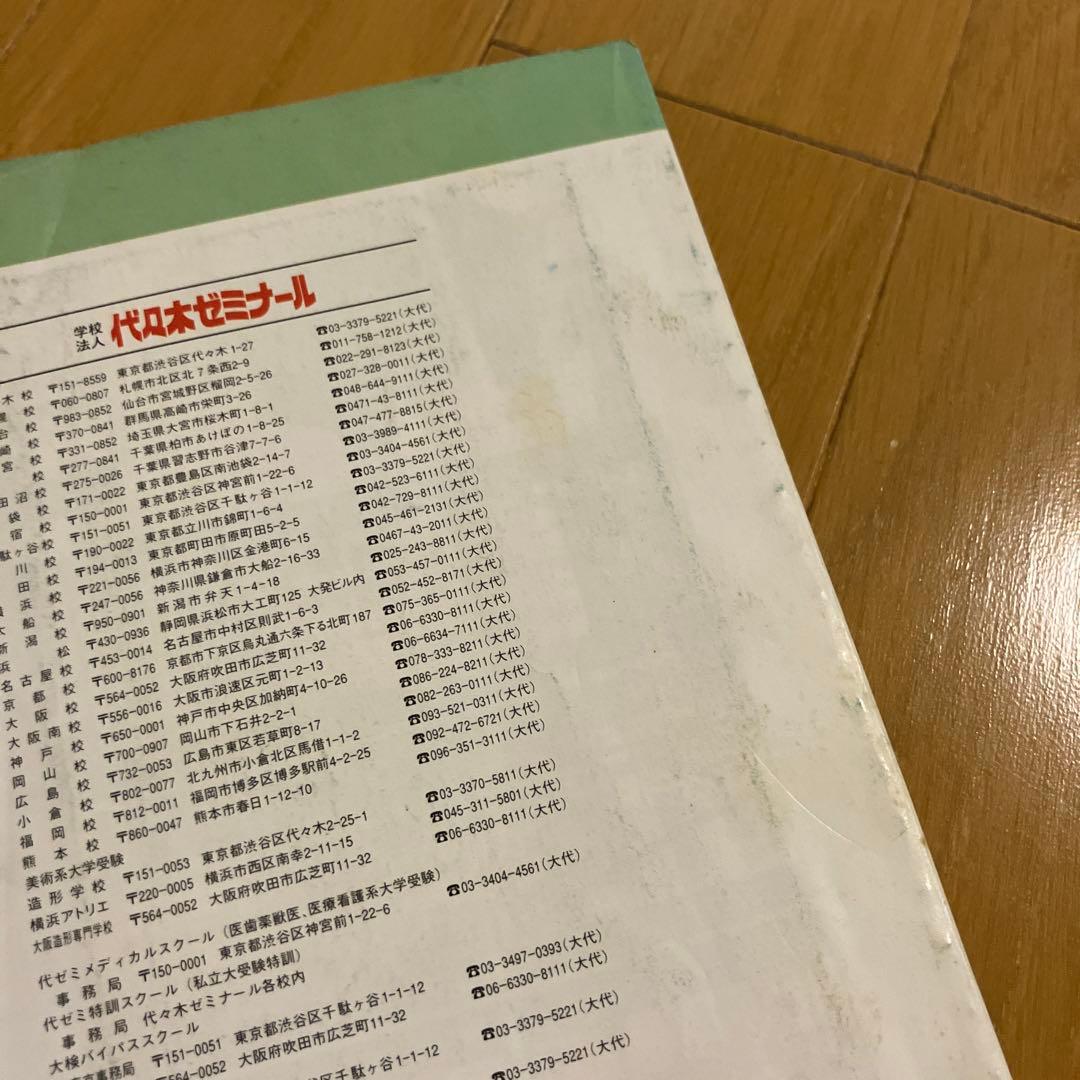 学校法人 代々木ゼミナール
木校 〒151-8559 東京都渋谷区代々木1-27 ☎03-3379-5221(大代)
幌校 〒060-0807 札幌市北区北7条西2-9 ☎011-758-1212(大代)
台校 〒983-0852 仙台市宮城野区榴岡2-5-26 ☎022-291-8123(大代)
崎校 〒370-0841 群馬県高崎市栄町3-26 ☎027-328-0011(大代)
宮校 〒331-0852 埼玉県大宮市桜木町1-8-1 ☎048-644-9111(大代)
校 〒277-0841 千葉県柏市あけぼの1-8-25 ☎0471-43-8111(大代)
田沼校 〒275-0026 千葉県習志野市谷津7-7-6 ☎047-477-8815(大代)
袋校 〒171-0022 東京都豊島区南池袋2-14-7 ☎03-3989-4111(大代)
宿校 〒150-0001 東京都渋谷区神宮前1-22-6 ☎03-3404-4561(大代)
駄ヶ谷校 〒151-0051 東京都渋谷区千駄ヶ谷1-1-12 ☎03-3379-5221(大代)
川校 〒190-0022 東京都立川市錦町1-6-4 ☎042-523-6111(大代)
田校 〒194-0013 東京都町田市原町田5-2-5 ☎042-729-8111(大代)
横浜校 〒221-0056 横浜市神奈川区金港町6-15 ☎045-461-2131(大代)
大船校 〒247-0056 神奈川県鎌倉市大船2-16-33 ☎0467-43-2011(大代)
新潟校 〒950-0901 新潟市弁天1-4-18 ☎025-243-8811(大代)
浜松校 〒430-0936 静岡県浜松市大工町125 大発ビル内 ☎053-457-0111(大代)
名古屋校 〒453-0014 名古屋市中村区則武1-6-3 ☎052-452-8171(大代)
京都校 〒600-8176 京都市下京区烏丸通六条下る北町187 ☎075-365-0111(大代)
大阪校 〒564-0052 大阪府吹田市広芝町11-32 ☎06-6330-8111(大代)
大阪南校 〒556-0016 大阪市浪速区元町1-2-13 ☎06-6634-7111(大代)
神戸校 〒650-0001 神戸市中央区加納町4-10-26 ☎078-333-8211(大代)
岡山校 〒700-0907 岡山市下石井2-2-1 ☎086-224-8211(大代)
広島校 〒732-0053 広島市東区若草町8-17 ☎082-263-0111(大代)
小倉校 〒802-0077 北九州市小倉北区馬借1-1-2 ☎093-521-0311(大代)
福岡校 〒812-0011 福岡市博多区博多駅前4-2-25 ☎092-472-6721(大代)
熊本校 〒860-0047 熊本市春日1-12-10 ☎096-351-3111(大代)
美術系大学受験
造形学校 〒151-0053 東京都渋谷区代々木2-25-1 ☎03-3370-5811(大代)
横浜アトリエ 〒220-0005 横浜市西区南幸2-11-15 ☎045-311-5801(大代)
大阪造形専門学校 〒564-0052 大阪府吹田市広芝町11-32 ☎06-6330-8111(大代)
代ゼミメディカルスクール(医歯薬獣医、医療看護系大学受験)
事務局 〒150-0001 東京都渋谷区神宮前1-22-6 ☎03-3404-4561(大代)
代ゼミ特訓スクール(私立大受験特訓)
事務局 代々木ゼミナール各校内
大検バイパススクール
東京事務局 〒151-0051 東京都渋谷区千駄ヶ谷1-1-12 ☎03-3497-0393(大代)
〒564-0052 大阪府吹田市広芝町11-32 ☎06-6330-8111(大代)
東京都渋谷区千駄ヶ谷1-1-12 ☎03-3379-5221(大代)
☎03-3379-5221(大代)